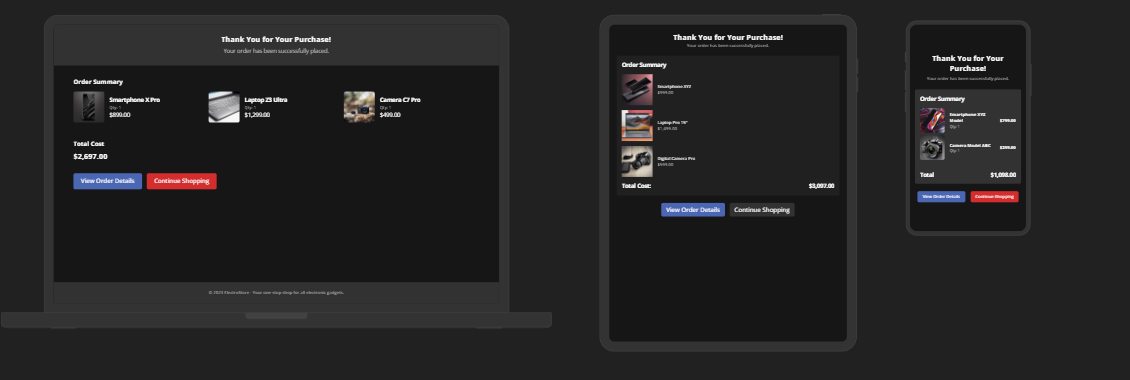 Thank You for Your Purchase!
Your order has been successfully placed.
Order Summary
Smartphone X Pro
Qty: 1
$899.00
Laptop Z3 Ultra
Qty: 1
$1,299.00
Camera C7 Pro
Qty: 1
$499.00
Total Cost
$2,697.00
View Order Details
Continue Shopping
Thank You for Your Purchase!
Your order has been successfully placed.
Order Summary
Smartphone XYZ
$999.00
Laptop Pro
$1,499.00
Digital Camera Pro
Total Cost:
$3,097.00
View Order Details
Continue Shopping
Thank You for Your
Purchase!
Your order has been successfully placed.
Order Summary
Smartphone XYZ
Model
Qty: 1
$799.00
Camera Model ABC
Qty: 1
$299.00
Total
$1,098.00
View Order Details
Continue Shopping
Your one-stop shop for all electronic gadgets.